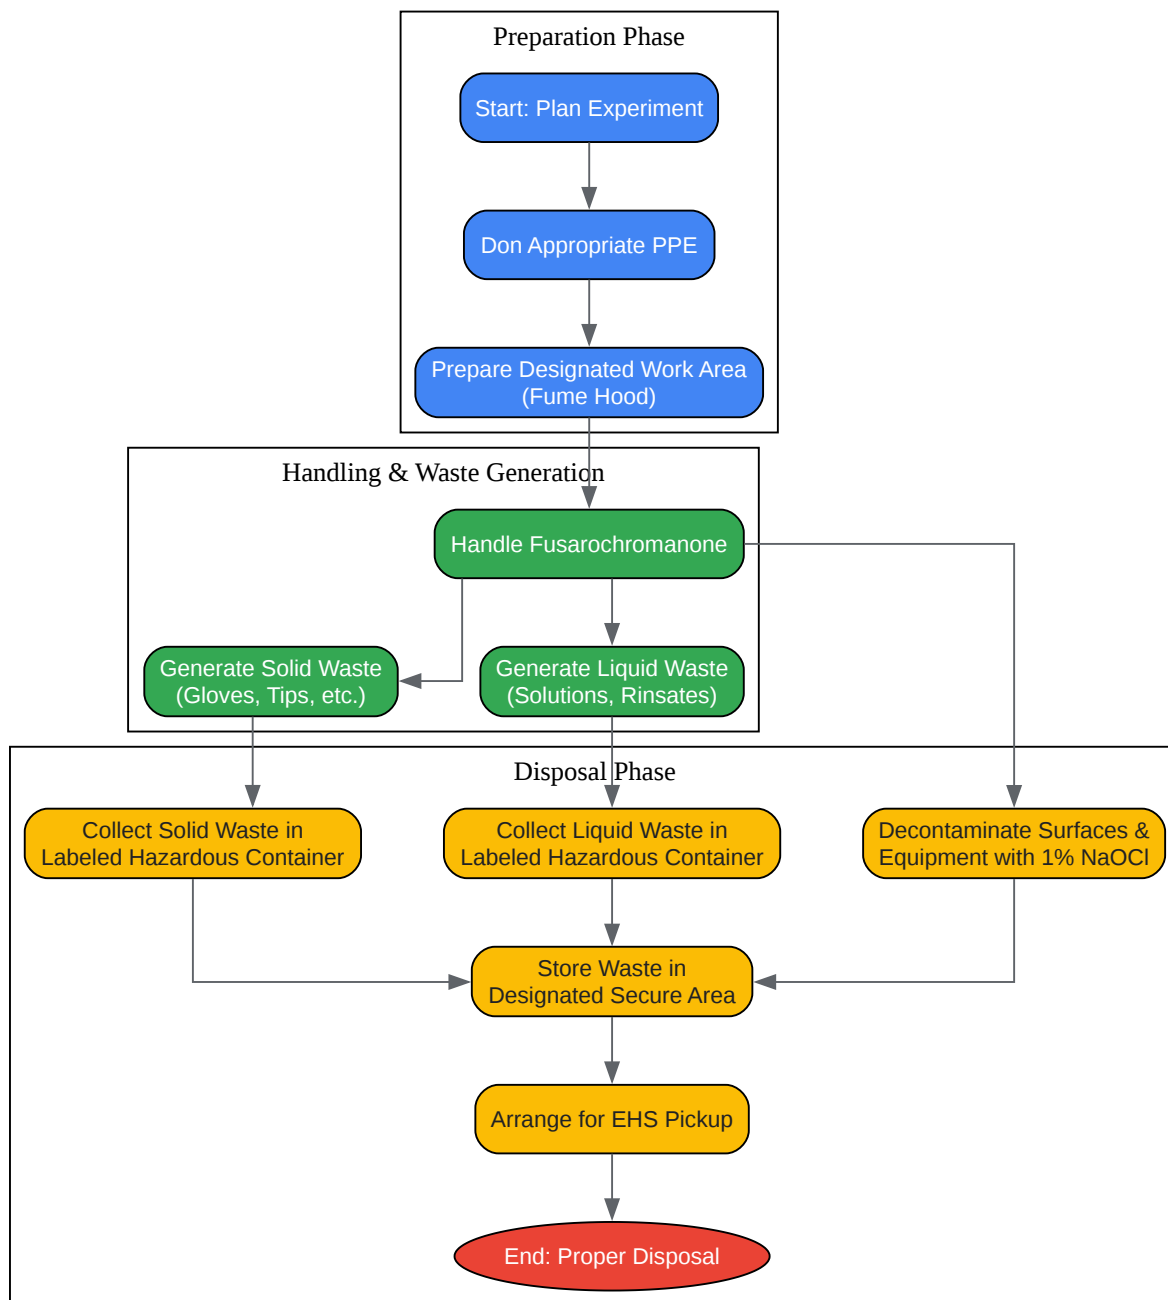 Preparation Phase
Start: Plan Experiment
Don Appropriate PPE
Prepare Designated Work Area
(Fume Hood)
Handling & Waste Generation
Handle Fusarochromanone
Generate Solid Waste
(Gloves, Tips, etc.)
Generate Liquid Waste
(Solutions, Rinsates)
Disposal Phase
Collect Solid Waste in
Labeled Hazardous Container
Collect Liquid Waste in
Labeled Hazardous Container
Decontaminate Surfaces &
Equipment with 1% NaOCl
Store Waste in
Designated Secure Area
Arrange for EHS Pickup
End: Proper Disposal